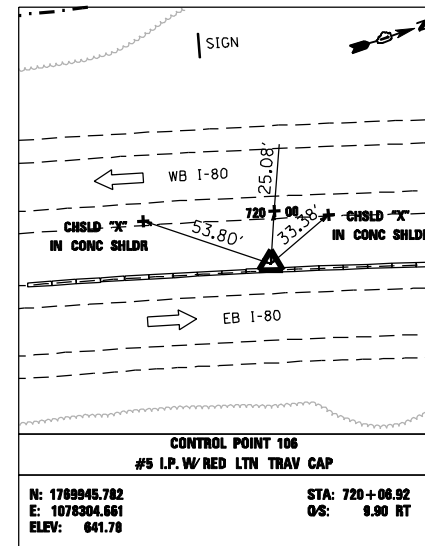 SIGN
WB I-80
25.08'
CHSLD "X"
IN CONC SHLDR
53.80'
720 00
33.38'
CHSLD "X"
IN CONC SHLDR
EB I-80
CONTROL POINT 106
#5 I.P. W/ RED LTN TRAV CAP
N: 1769945.782
E: 1078304.661
ELEV: 641.78
STA: 720+06.92
O/S: 9.90 RT